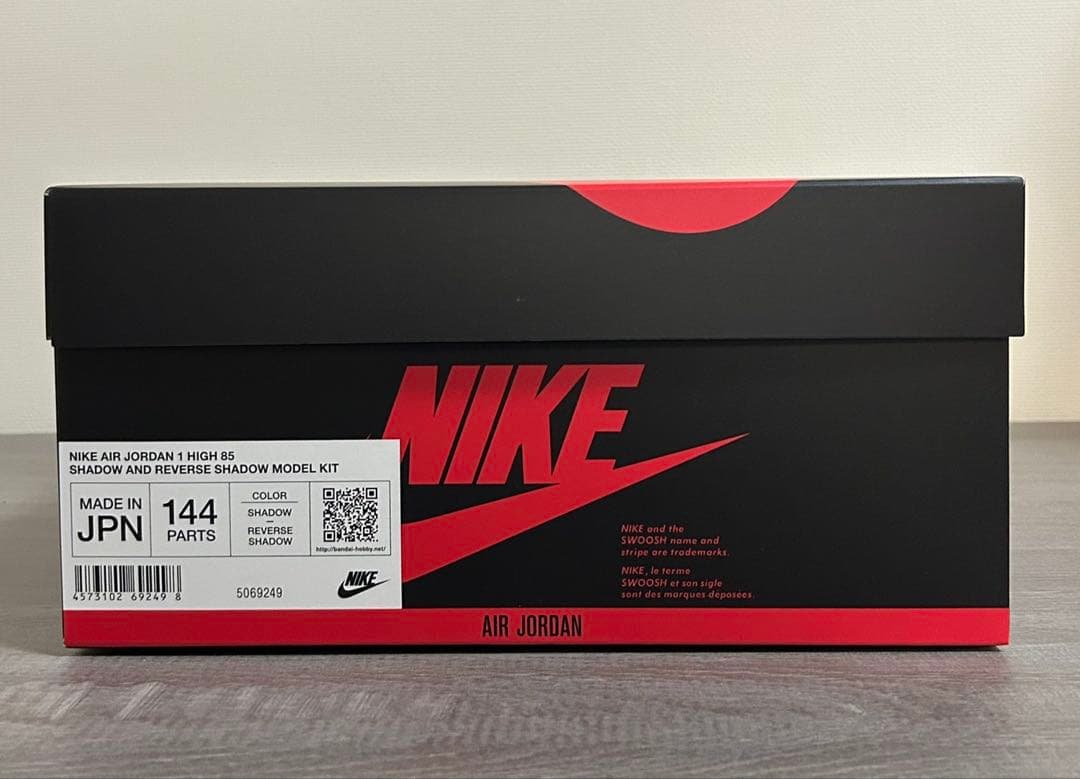 NIKE
NIKE AIR JORDAN 1 HIGH 85
SHADOW AND REVERSE SHADOW MODEL KIT
MADE IN
JPN
144
PARTS
COLOR
SHADOW
–
REVERSE
SHADOW
http://bandai-hobby.net/
4573102 69249 8
5069249
NIKE
NIKE and the
SWOOSH name and
stripe are trademarks.
NIKE, le terme
SWOOSH et son sigle
sont des marques déposées.
AIR JORDAN